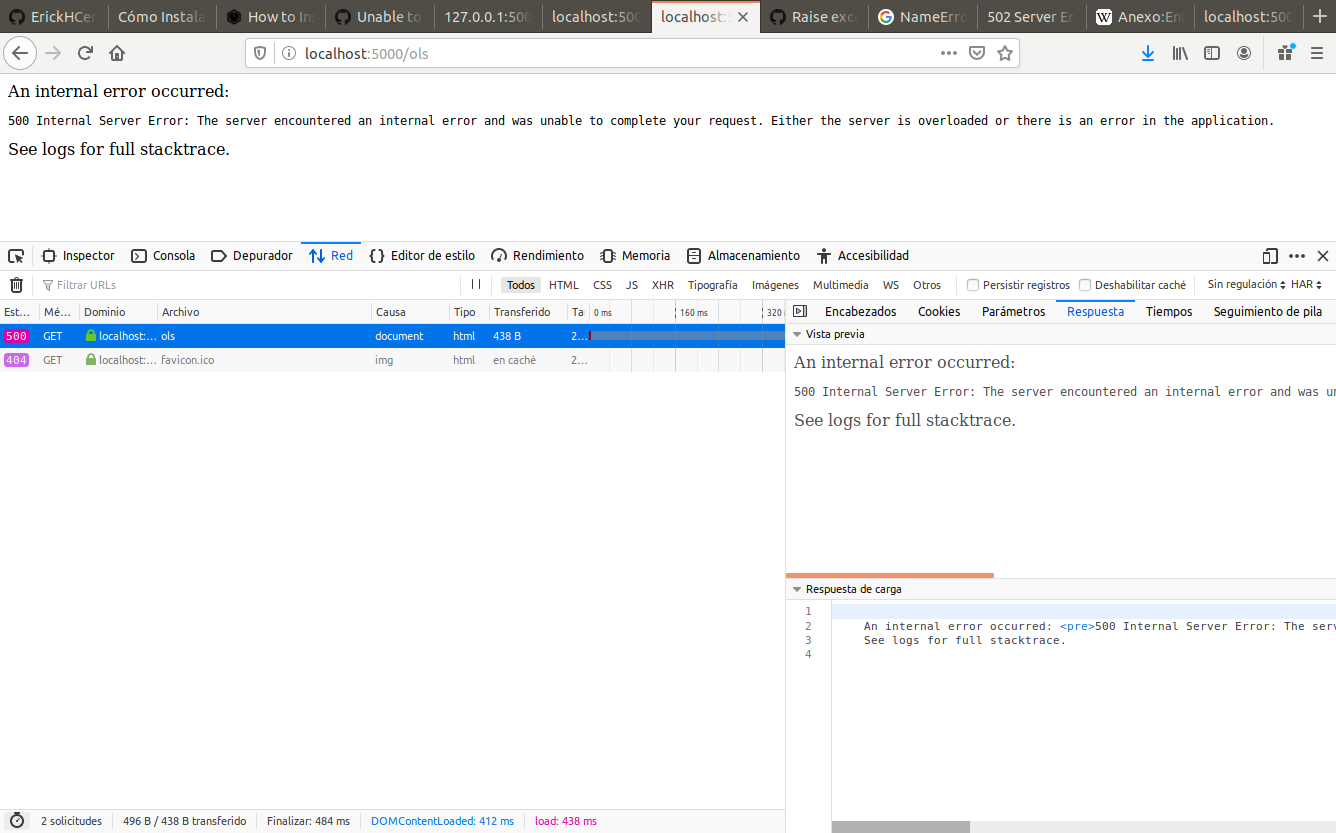 ErickHCer
Cómo Instala
How to Ins
Unable to
127.0.0.1:500
localhost:500
localhost:5
Raise exce
NameErro
502 Server Er
Anexo:En
localhost:500
localhost:5000/ols
An internal error occurred:
500 Internal Server Error: The server encountered an internal error and was unable to complete your request. Either the server is overloaded or there is an error in the application.
See logs for full stacktrace.
Inspector Consola Depurador Red Editor de estilo Rendimiento Memoria Almacenamiento Accesibilidad
Filtrar URLs
Todos HTML CSS JS XHR Tipografía Imágenes Multimedia WS Otros Persistir registros Deshabilitar caché Sin regulación HAR
Est... Mé... Dominio Archivo Causa Tipo Transferido Ta 0 ms 160 ms 320
500 GET localhost:... ols document html 438 B 2...
404 GET localhost:... favicon.ico img html en caché 2...
Encabezados Cookies Parámetros Respuesta Tiempos Seguimiento de pila
Vista previa
An internal error occurred:
500 Internal Server Error: The server encountered an internal error and was un
See logs for full stacktrace.
Respuesta de carga
1
2 An internal error occurred: <pre>500 Internal Server Error: The serv
3 See logs for full stacktrace.
4
2 solicitudes 496 B / 438 B transferido Finalizar: 484 ms DOMContentLoaded: 412 ms load: 438 ms